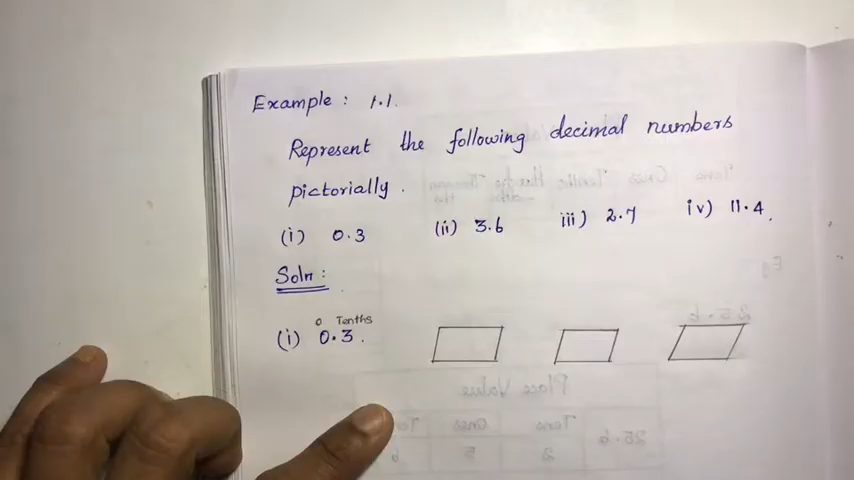 Example : 1.1.
Represent the following decimal numbers
pictorially.
(i) 0.3 (ii) 3.6 iii) 2.7 iv) 11.4.
Soln :
0 Tenths
(i) 0.3.